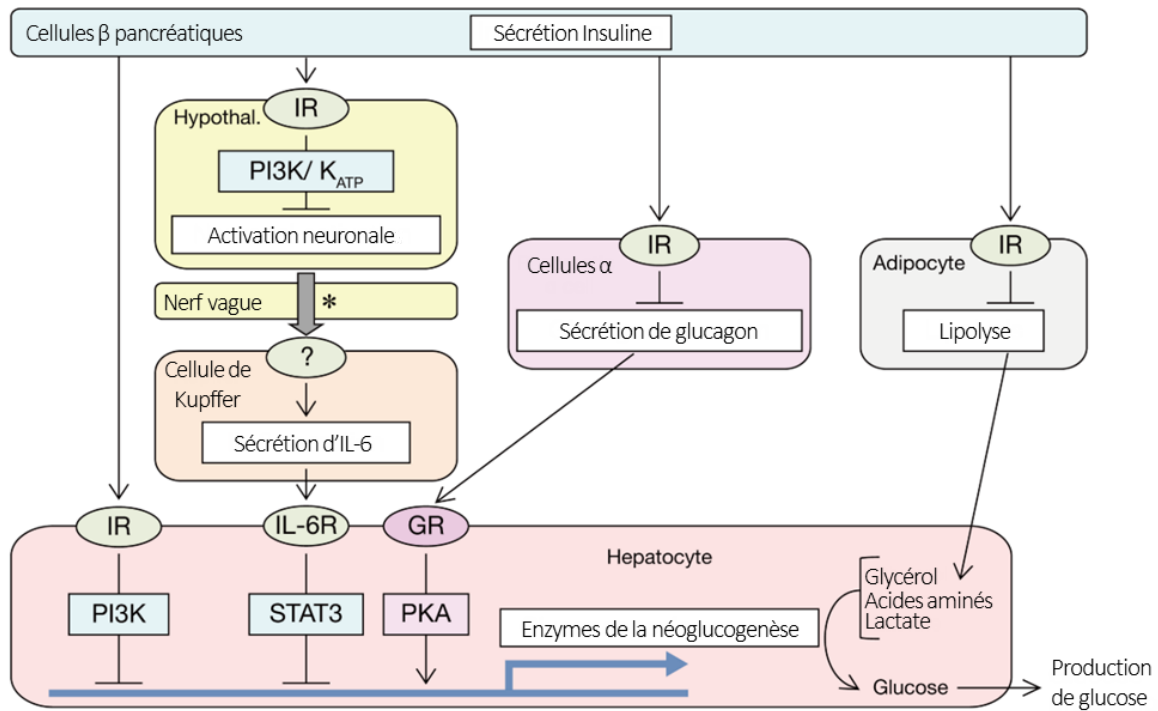 Cellules β pancréatiques
Sécrétion Insuline
Hypothal.
IR
PI3K/ KATP
Activation neuronale
Nerf vague
*
?
Cellule de
Kupffer
Sécrétion d'IL-6
IR
Cellules α
Sécrétion de glucagon
IR
Adipocyte
Lipolyse
IR
IL-6R
GR
Hepatocyte
PI3K
STAT3
PKA
Enzymes de la néoglucogenèse
Glycérol
Acides aminés
Lactate
Glucose
Production
de glucose